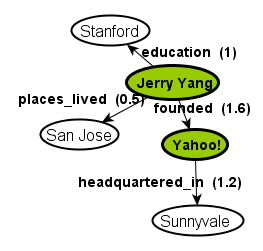 Stanford
education (1)
Jerry Yang
places_lived (0.5)
founded (1.6)
San Jose
Yahoo!
headquartered_in (1.2)
Sunnyvale